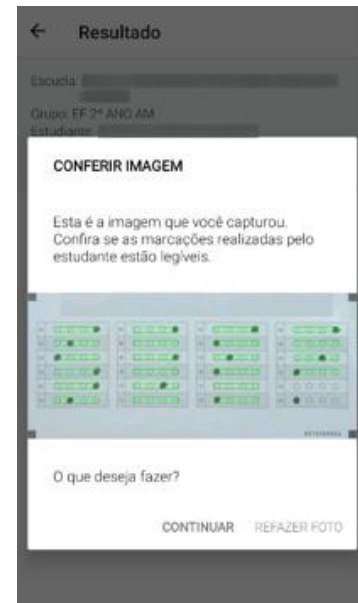 Resultado
Escola:
Grupo: EF 2º ANO AM
Estudiante:
CONFERIR IMAGEM
Esta é a imagem que você capturou.
Confira se as marcações realizadas pelo
estudante estão legíveis.
O que deseja fazer?
CONTINUAR REFAZER FOTO